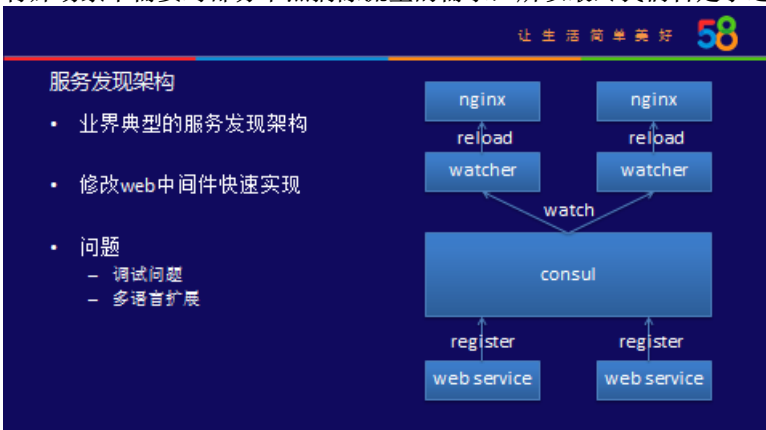 让生活简单美好 58
服务发现架构
• 业界典型的服务发现架构
• 修改web中间件快速实现
• 问题
– 调试问题
– 多语言扩展
nginx nginx
reload reload
watcher watcher
watch
consul
register register
web service web service